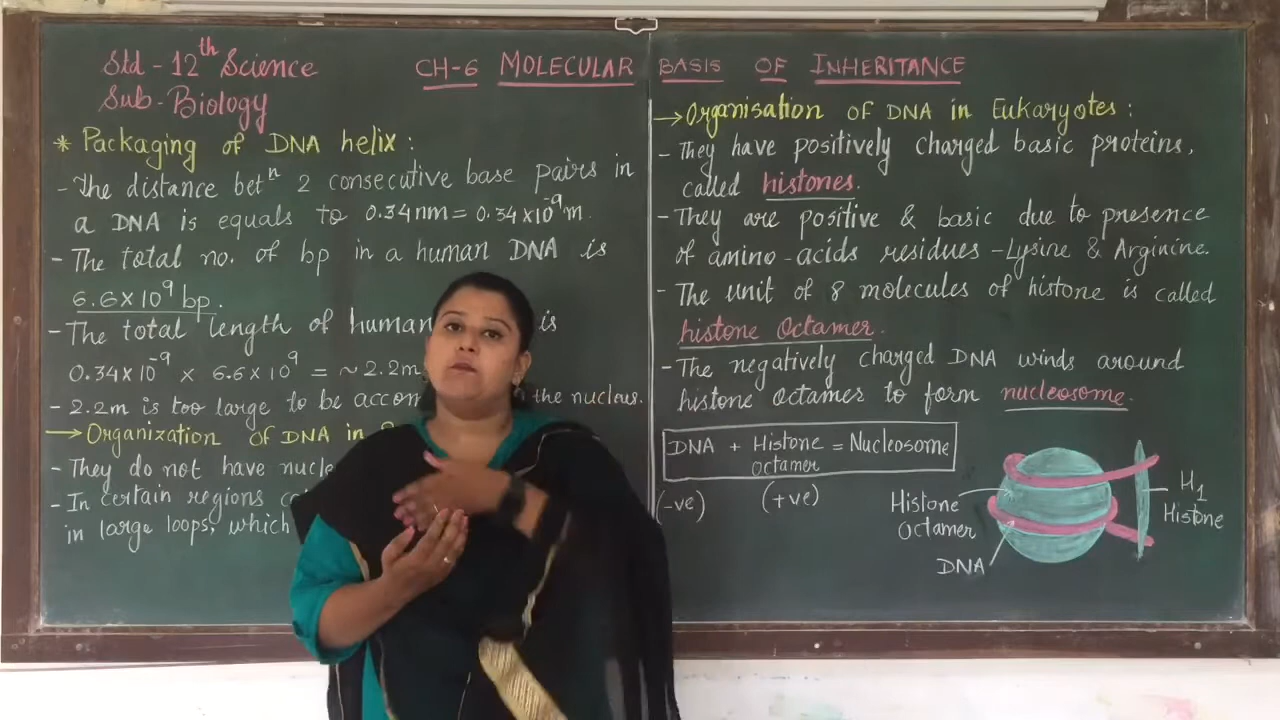 Std - 12th Science
Sub - Biology
CH-6 MOLECULAR BASIS OF INHERITANCE
* Packaging of DNA helix :
- The distance betn 2 consecutive base pairs in
a DNA is equals to 0.34nm = 0.34x10⁻⁹m.
- The total no. of bp in a human DNA is
6.6x10⁹ bp.
- The total length of human is
0.34x10⁻⁹ x 6.6x10⁹ = ~2.2m
- 2.2m is too large to be the nucleus.
→ Organization of DNA in
- They do not have
- In certain regions
in large loops, which
→ Organisation of DNA in Eukaryotes :
- They have positively charged basic proteins,
called histones.
- They are positive & basic due to presence
of amino-acids residues - Lysine & Arginine.
- The unit of 8 molecules of histone is called
histone Octamer.
- The negatively charged DNA winds around
histone octamer to form nucleosome.
DNA + Histone = Nucleosome
Octamer
(-ve) (+ve)
Histone
Octamer
DNA
H1
Histone